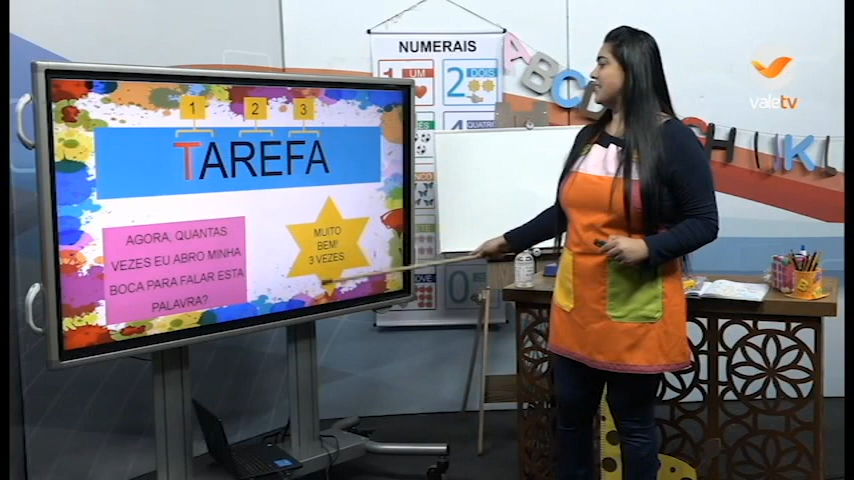 NUMERAIS
1 UM
2 DOIS
4 QUATRO
0
A B C
H I J K L
valetv
1 2 3
TAREFA
AGORA, QUANTAS
VEZES EU ABRO MINHA
BOCA PARA FALAR ESTA
PALAVRA?
MUITO
BEM!
3 VEZES